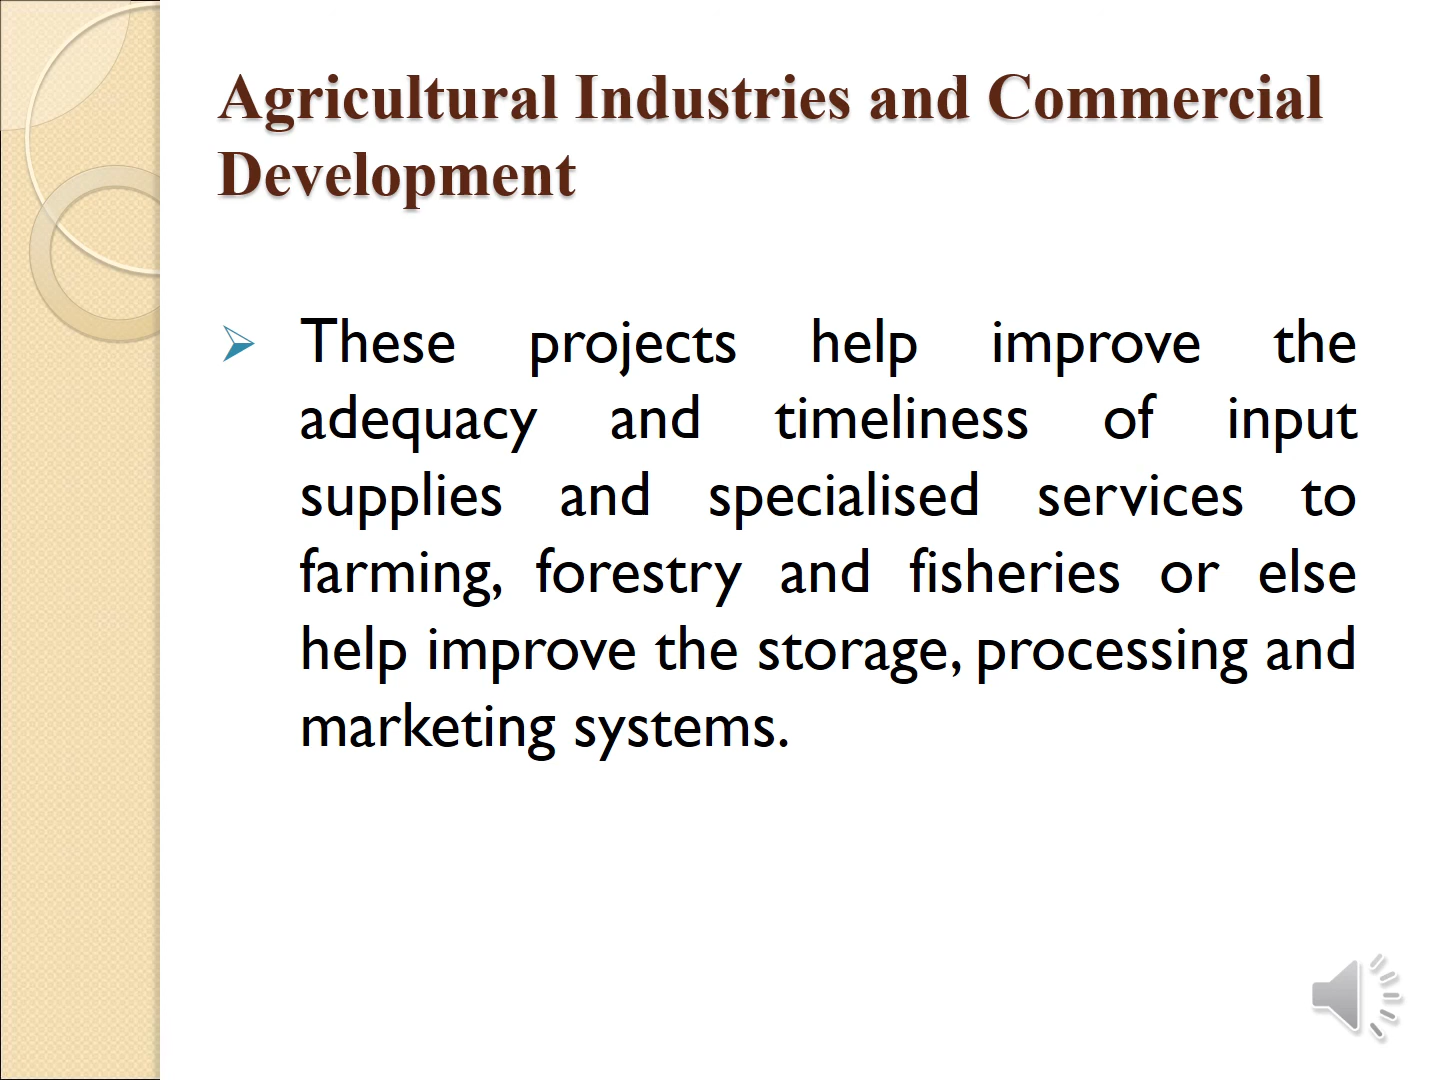 Agricultural Industries and Commercial
Development
These projects help improve the
adequacy and timeliness of input
supplies and specialised services to
farming, forestry and fisheries or else
help improve the storage, processing and
marketing systems.